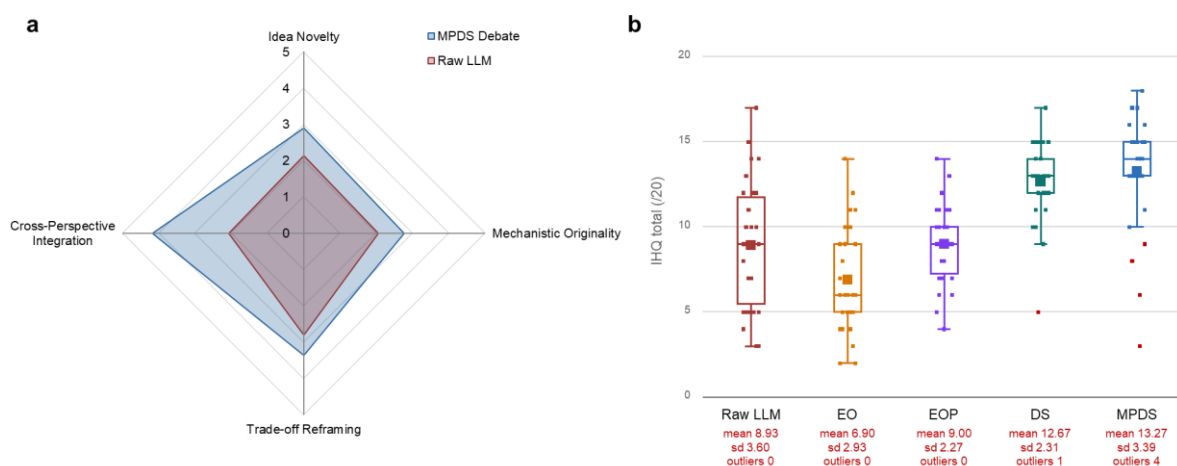 a
Idea Novelty
MPDS Debate
Raw LLM
5
4
3
2
1
0
Cross-Perspective
Integration
Mechanistic Originality
Trade-off Reframing
b
IHQ total (/20)
20
15
10
5
0
Raw LLM
mean 8.93
sd 3.60
outliers 0
EO
mean 6.90
sd 2.93
outliers 0
EOP
mean 9.00
sd 2.27
outliers 0
DS
mean 12.67
sd 2.31
outliers 1
MPDS
mean 13.27
sd 3.39
outliers 4